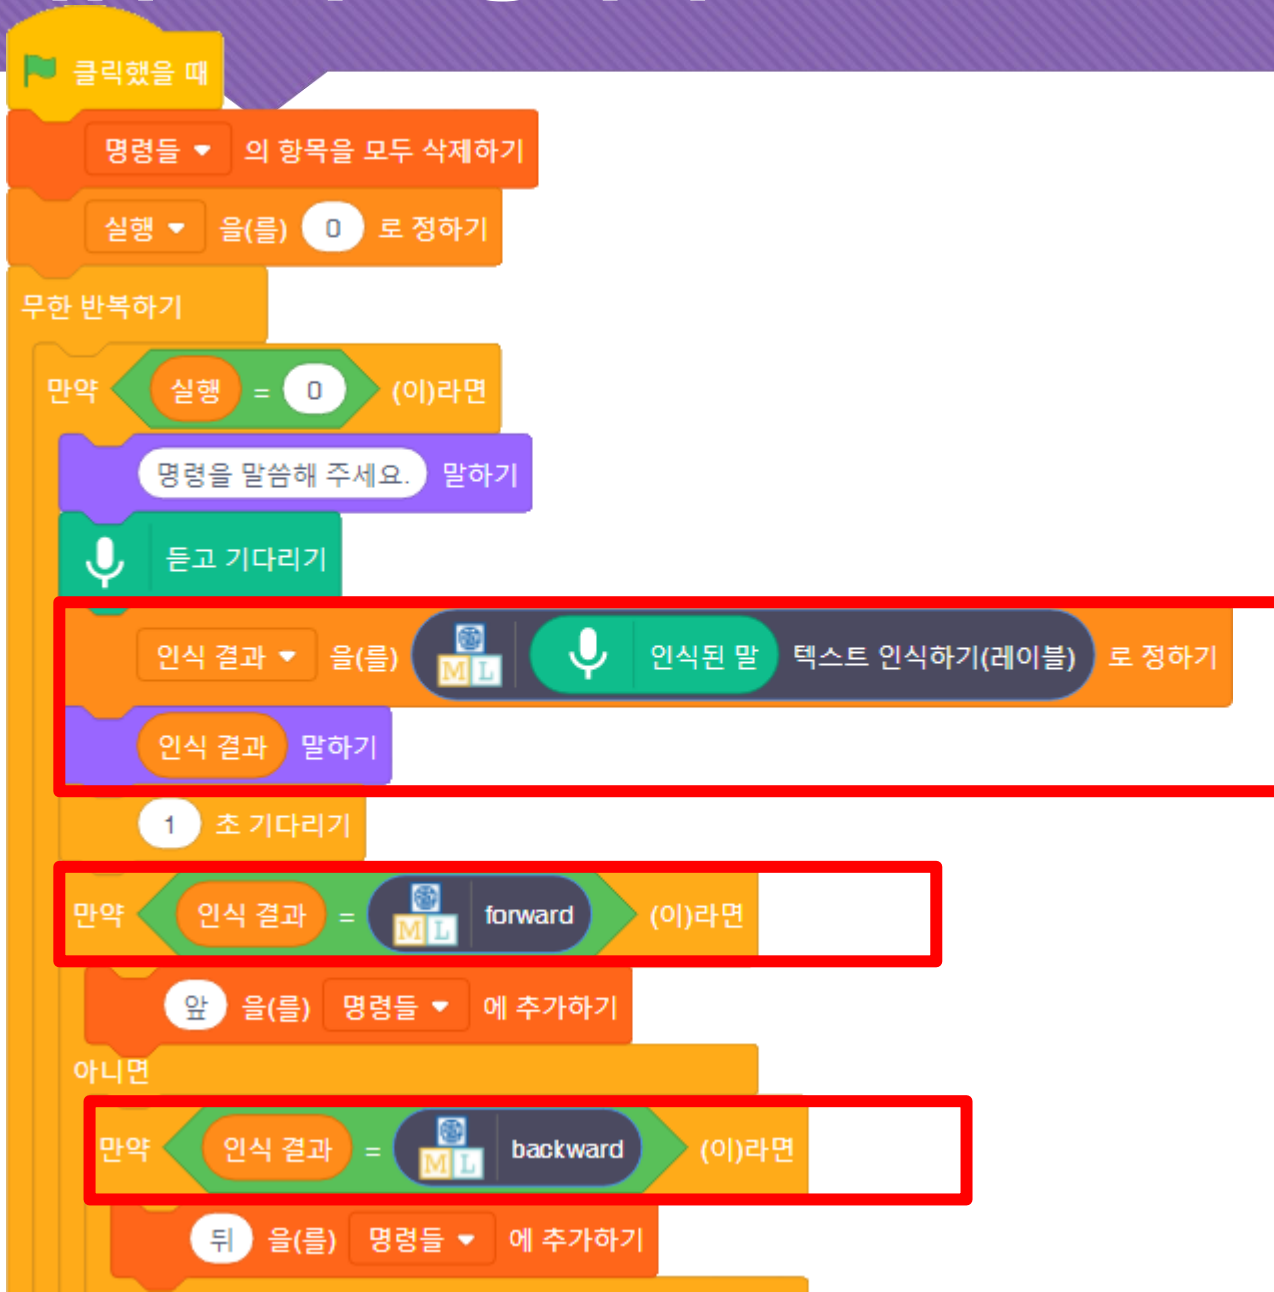 클릭했을 때
명령들 의 항목을 모두 삭제하기
실행 을(를) 0 로 정하기
무한 반복하기
만약 실행 = 0 (이)라면
명령을 말씀해 주세요. 말하기
듣고 기다리기
인식 결과 을(를) ML 인식된 말 텍스트 인식하기(레이블) 로 정하기
인식 결과 말하기
1 초 기다리기
만약 인식 결과 = ML forward (이)라면
앞 을(를) 명령들 에 추가하기
아니면
만약 인식 결과 = ML backward (이)라면
뒤 을(를) 명령들 에 추가하기